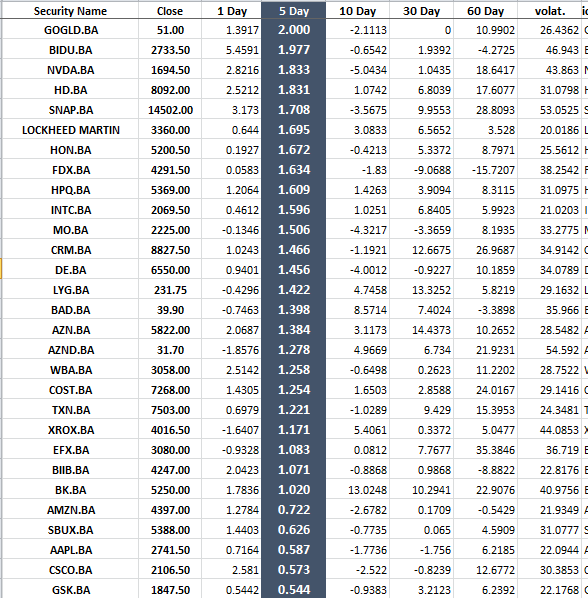 Security Name Close 1 Day 5 Day 10 Day 30 Day 60 Day volat.
GOGLD.BA 51.00 1.3917 2.000 -2.1113 0 10.9902 26.4362
BIDU.BA 2733.50 5.4591 1.977 -0.6542 1.9392 -4.2725 46.943
NVDA.BA 1694.50 2.8216 1.833 -5.0434 1.0435 18.6417 43.863
HD.BA 8092.00 2.5212 1.831 1.0742 6.8039 17.6077 31.0798
SNAP.BA 14502.00 3.173 1.708 -3.5675 9.9553 28.8093 53.0525
LOCKHEED MARTIN 3360.00 0.644 1.695 3.0833 6.5652 3.528 20.0186
HON.BA 5200.50 0.1927 1.672 -0.4213 5.3372 8.7971 25.5612
FDX.BA 4291.50 0.0583 1.634 -1.83 -9.0688 -15.7207 38.2542
HPQ.BA 5369.00 1.2064 1.609 1.4263 3.9094 8.3115 31.0975
INTC.BA 2069.50 0.4612 1.596 1.0251 6.8405 5.9923 21.0203
MO.BA 2225.00 -0.1346 1.506 -4.3217 -3.3659 8.1935 33.2775
CRM.BA 8827.50 1.0243 1.466 -1.1921 12.6675 26.9687 34.9142
DE.BA 6550.00 0.9401 1.456 -4.0012 -0.9227 10.1859 34.0789
LYG.BA 231.75 -0.4296 1.422 4.7458 13.3252 5.8219 29.1632
BAD.BA 39.90 -0.7463 1.398 8.5714 7.4024 -3.3898 35.966
AZN.BA 5822.00 2.0687 1.384 3.1173 14.4373 10.2652 28.5482
AZND.BA 31.70 -1.8576 1.278 4.9669 6.734 21.9231 54.592
WBA.BA 3058.00 2.5142 1.258 -0.6498 0.2623 11.2202 28.7522
COST.BA 7268.00 1.4305 1.254 1.6503 2.8588 24.0167 29.1416
TXN.BA 7503.00 0.6979 1.221 -1.0289 9.429 15.3953 24.3481
XROX.BA 4016.50 -1.6407 1.171 5.4061 0.3372 5.0477 44.0853
EFX.BA 3080.00 -0.9328 1.083 0.0812 7.7677 35.3846 36.719
BIIB.BA 4247.00 2.0423 1.071 -0.8868 0.9868 -8.8822 22.8176
BK.BA 5250.00 1.7836 1.020 13.0248 10.2941 22.9076 40.9756
AMZN.BA 4397.00 1.2784 0.722 -2.6782 0.1709 -0.5429 21.9349
SBUX.BA 5388.00 1.4403 0.626 -0.7735 0.065 4.5909 31.0777
AAPL.BA 2741.50 0.7164 0.587 -1.7736 -1.756 6.2185 22.0944
CSCO.BA 2106.50 2.581 0.573 -2.522 -0.8239 12.6772 30.3853
GSK.BA 1847.50 0.5442 0.544 -0.9383 3.2123 6.2392 22.1768